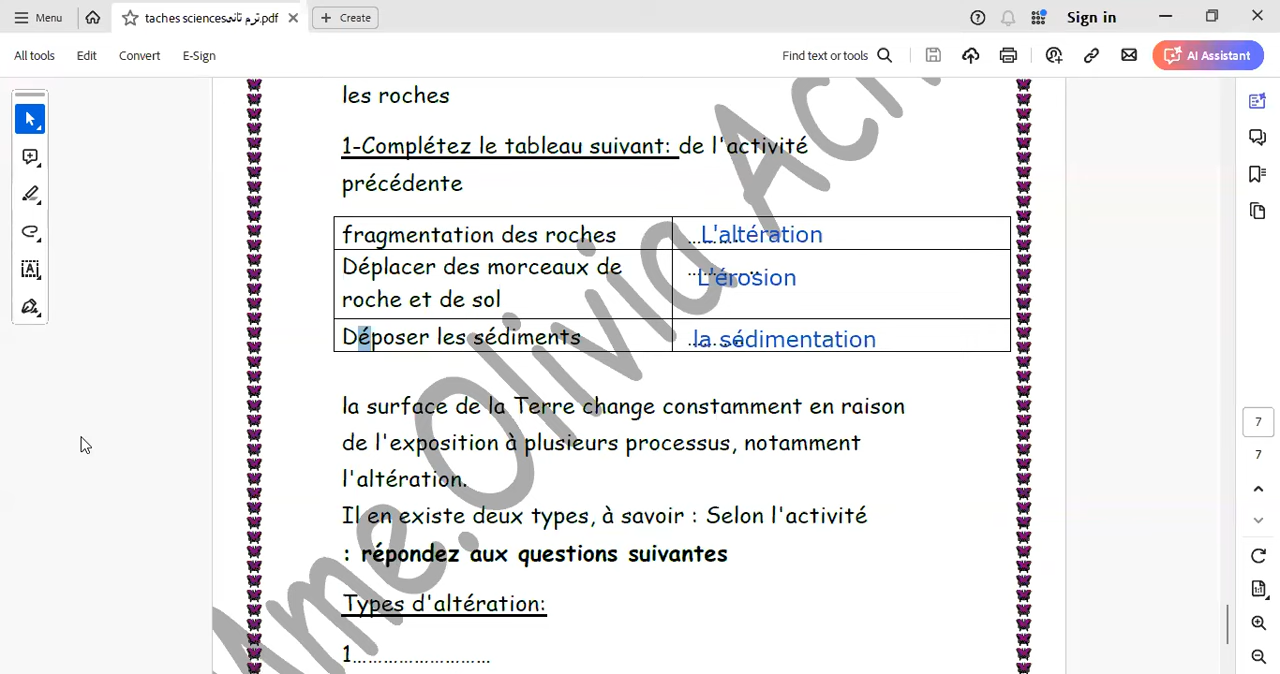 Menu
taches sciencesترم ثانى.pdf
Create
Sign in
All tools
Edit
Convert
E-Sign
Find text or tools
AI Assistant
les roches
1-Complétez le tableau suivant: de l'activité
précédente
fragmentation des roches
............L'altération
Déplacer des morceaux de
roche et de sol
............L'érosion
Déposer les sédiments
............la sédimentation
la surface de la Terre change constamment en raison
de l'exposition à plusieurs processus, notamment
l'altération.
Il en existe deux types, à savoir : Selon l'activité
: répondez aux questions suivantes
Types d'altération:
1...........................
7
7
Mme.Olivia